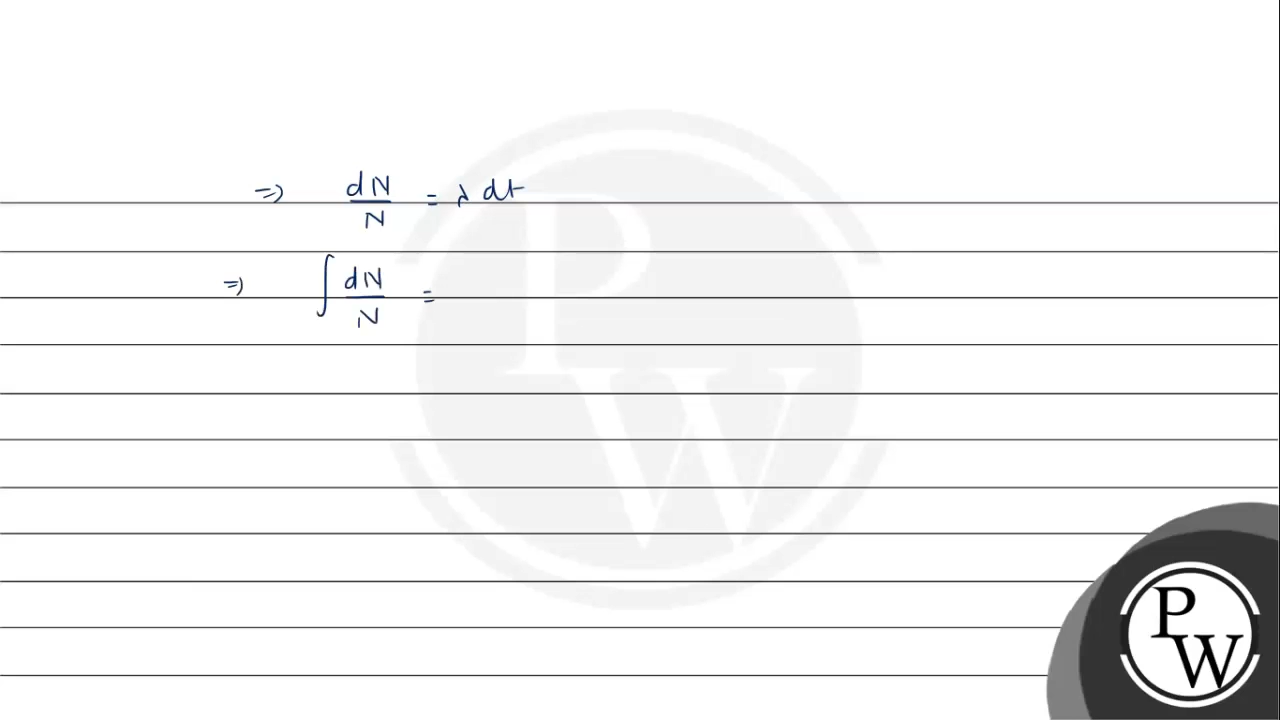 ⇒ dN/N = λ dt
⇒ ∫ dN/N =
P
W
P
W